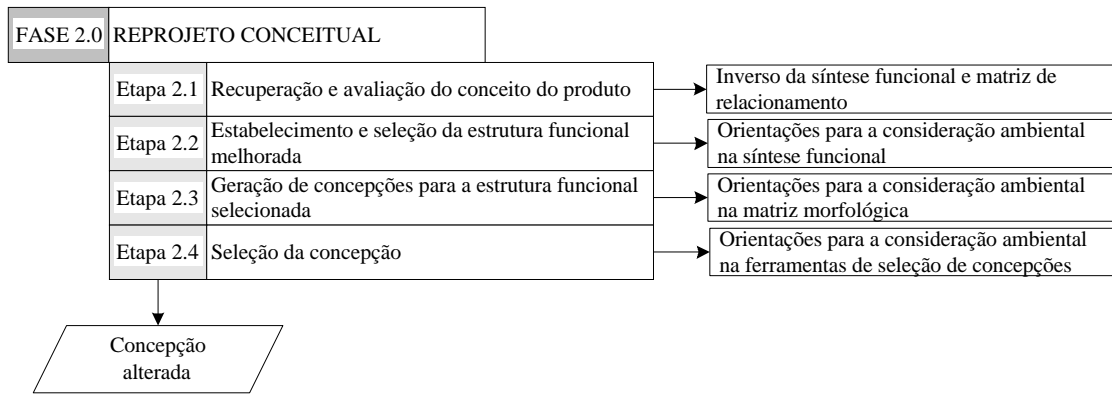 FASE 2.0 REPROJETO CONCEITUAL
Etapa 2.1 Recuperação e avaliação do conceito do produto
Inverso da síntese funcional e matriz de
relacionamento
Etapa 2.2 Estabelecimento e seleção da estrutura funcional
melhorada
Orientações para a consideração ambiental
na síntese funcional
Etapa 2.3 Geração de concepções para a estrutura funcional
selecionada
Orientações para a consideração ambiental
na matriz morfológica
Etapa 2.4 Seleção da concepção
Orientações para a consideração ambiental
na ferramentas de seleção de concepções
Concepção
alterada